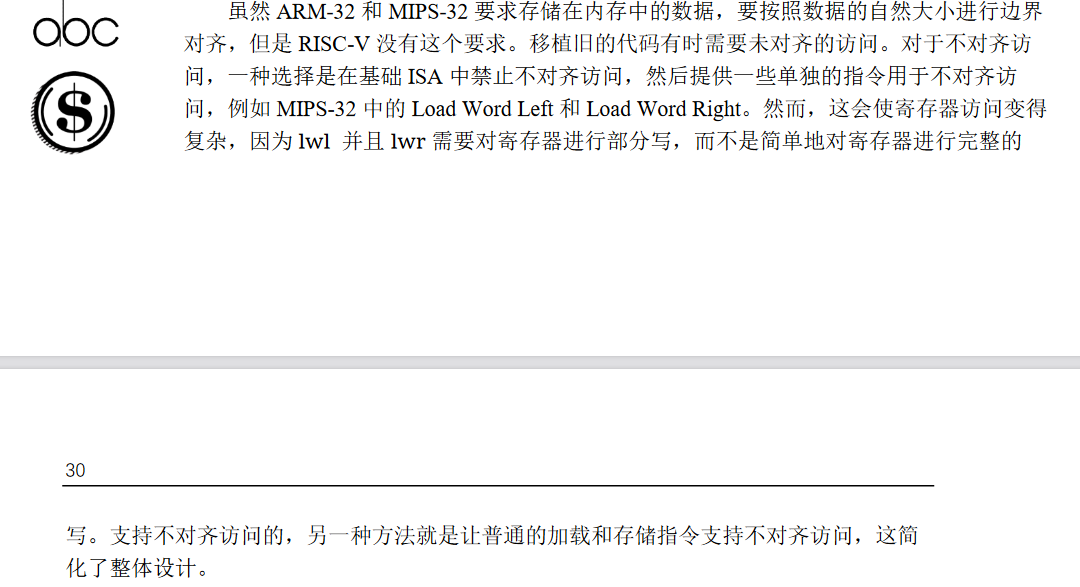 虽然 ARM-32 和 MIPS-32 要求存储在内存中的数据，要按照数据的自然大小进行边界
abc
对齐，但是 RISC-V 没有这个要求。移植旧的代码有时需要未对齐的访问。对于不对齐访
问，一种选择是在基础 ISA 中禁止不对齐访问，然后提供一些单独的指令用于不对齐访
$
问，例如 MIPS-32 中的 Load Word Left 和 Load Word Right。然而，这会使寄存器访问变得
复杂，因为 lwl 并且 lwr 需要对寄存器进行部分写，而不是简单地对寄存器进行完整的
30
写。支持不对齐访问的，另一种方法就是让普通的加载和存储指令支持不对齐访问，这简
化了整体设计。